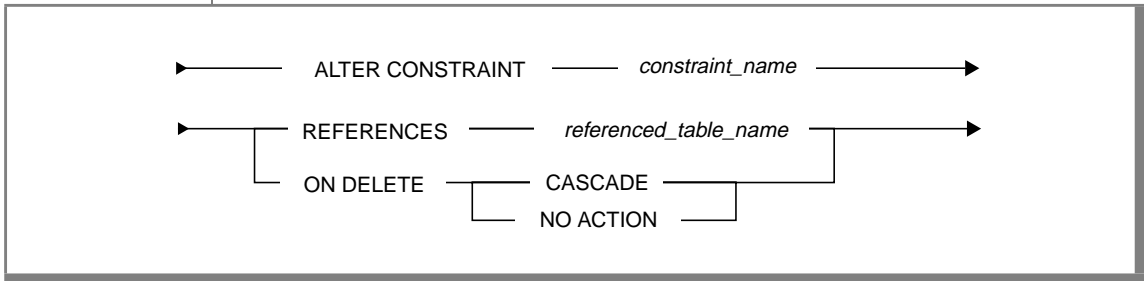 ALTER CONSTRAINT constraint_name
REFERENCES referenced_table_name
ON DELETE CASCADE
NO ACTION